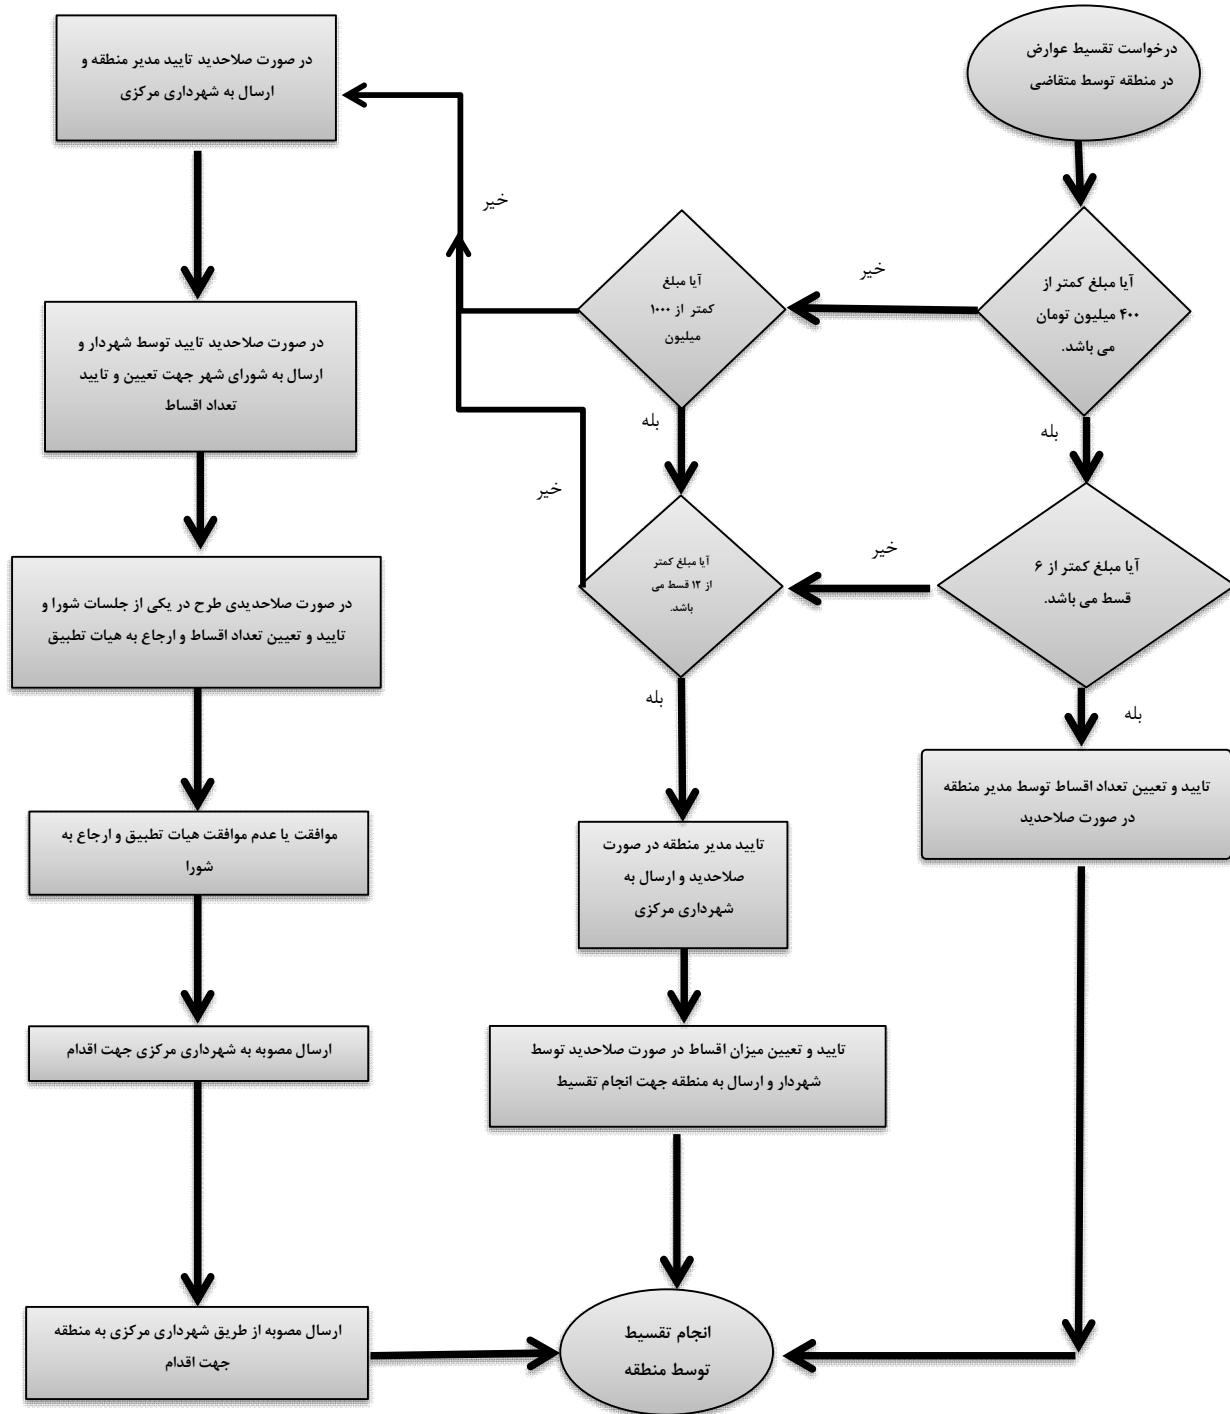 درخواست تقسیط عوارض
در منطقه توسط متقاضی
آیا مبلغ کمتر از
۴۰۰ میلیون تومان
می باشد.
خیر
بله
آیا مبلغ
کمتر از ۱۰۰۰
میلیون
خیر
بله
آیا مبلغ کمتر از ۶
قسط می باشد.
خیر
بله
آیا مبلغ کمتر
از ۱۲ قسط می
باشد.
خیر
بله
تایید و تعیین تعداد اقساط توسط مدیر منطقه
در صورت صلاحدید
تایید مدیر منطقه در صورت
صلاحدید و ارسال به
شهرداری مرکزی
تایید و تعیین میزان اقساط در صورت صلاحدید توسط
شهردار و ارسال به منطقه جهت انجام تقسیط
در صورت صلاحدید تایید مدیر منطقه و
ارسال به شهرداری مرکزی
در صورت صلاحدید تایید توسط شهردار و
ارسال به شورای شهر جهت تعیین و تایید
تعداد اقساط
در صورت صلاحدیدی طرح در یکی از جلسات شورا و
تایید و تعیین تعداد اقساط و ارجاع به هیات تطبیق
موافقت یا عدم موافقت هیات تطبیق و ارجاع به
شورا
ارسال مصوبه به شهرداری مرکزی جهت اقدام
ارسال مصوبه از طریق شهرداری مرکزی به منطقه
جهت اقدام
انجام تقسیط
توسط منطقه